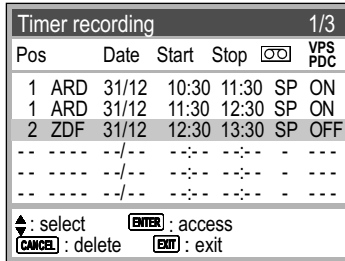 Timer recording 1/3
Pos Date Start Stop VPS PDC
1 ARD 31/12 10:30 11:30 SP ON
1 ARD 31/12 11:30 12:30 SP ON
2 ZDF 31/12 12:30 13:30 SP OFF
-- ---- --/-- --:-- --:-- - ---
-- ---- --/-- --:-- --:-- - ---
-- ---- --/-- --:-- --:-- - ---
: select ENTER : access
CANCEL : delete EXIT : exit